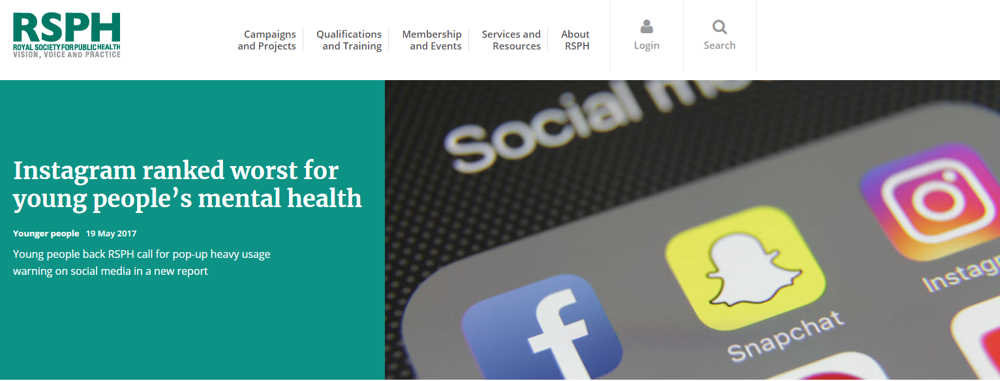 RSPH
ROYAL SOCIETY FOR PUBLIC HEALTH
VISION, VOICE AND PRACTICE
Campaigns
and Projects
Qualifications
and Training
Membership
and Events
Services and
Resources
About
RSPH
Login
Search
Instagram ranked worst for
young people’s mental health
Younger people 19 May 2017
Young people back RSPH call for pop-up heavy usage
warning on social media in a new report
Social
f
Snapchat